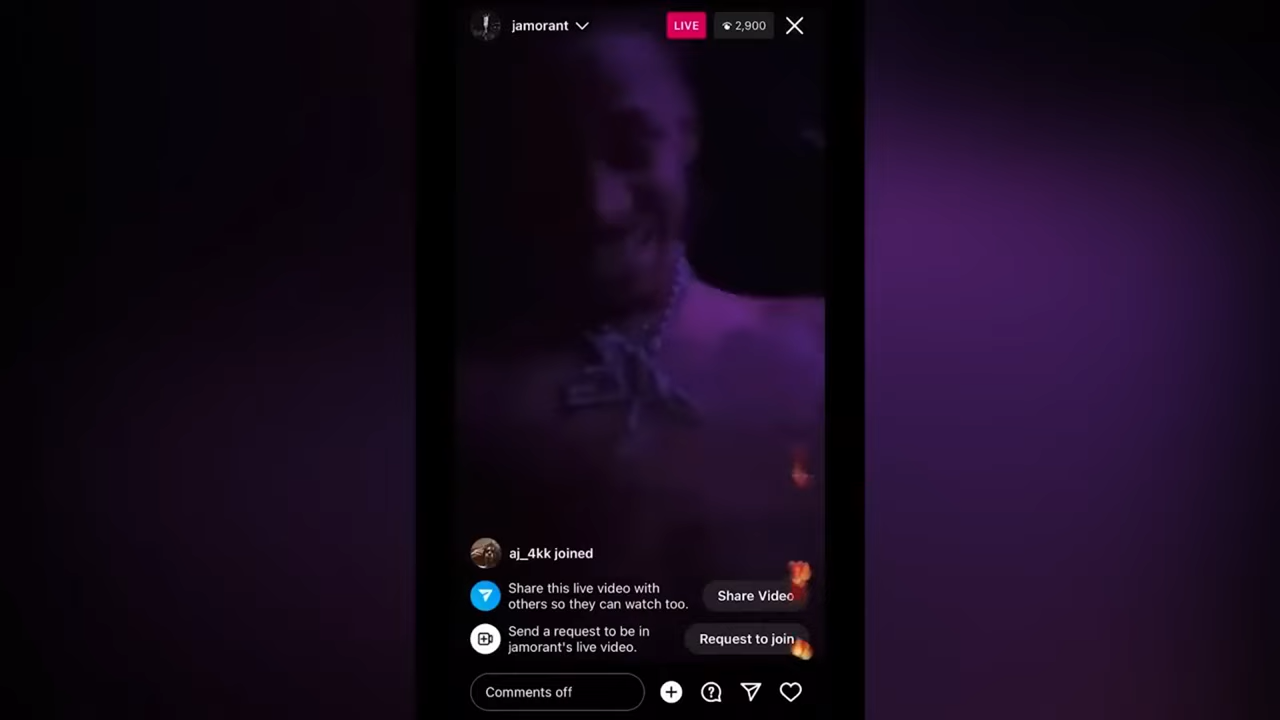 jamorant
LIVE
2,900
aj_4kk joined
Share this live video with
others so they can watch too.
Share Video
Send a request to be in
jamorant's live video.
Request to join
Comments off